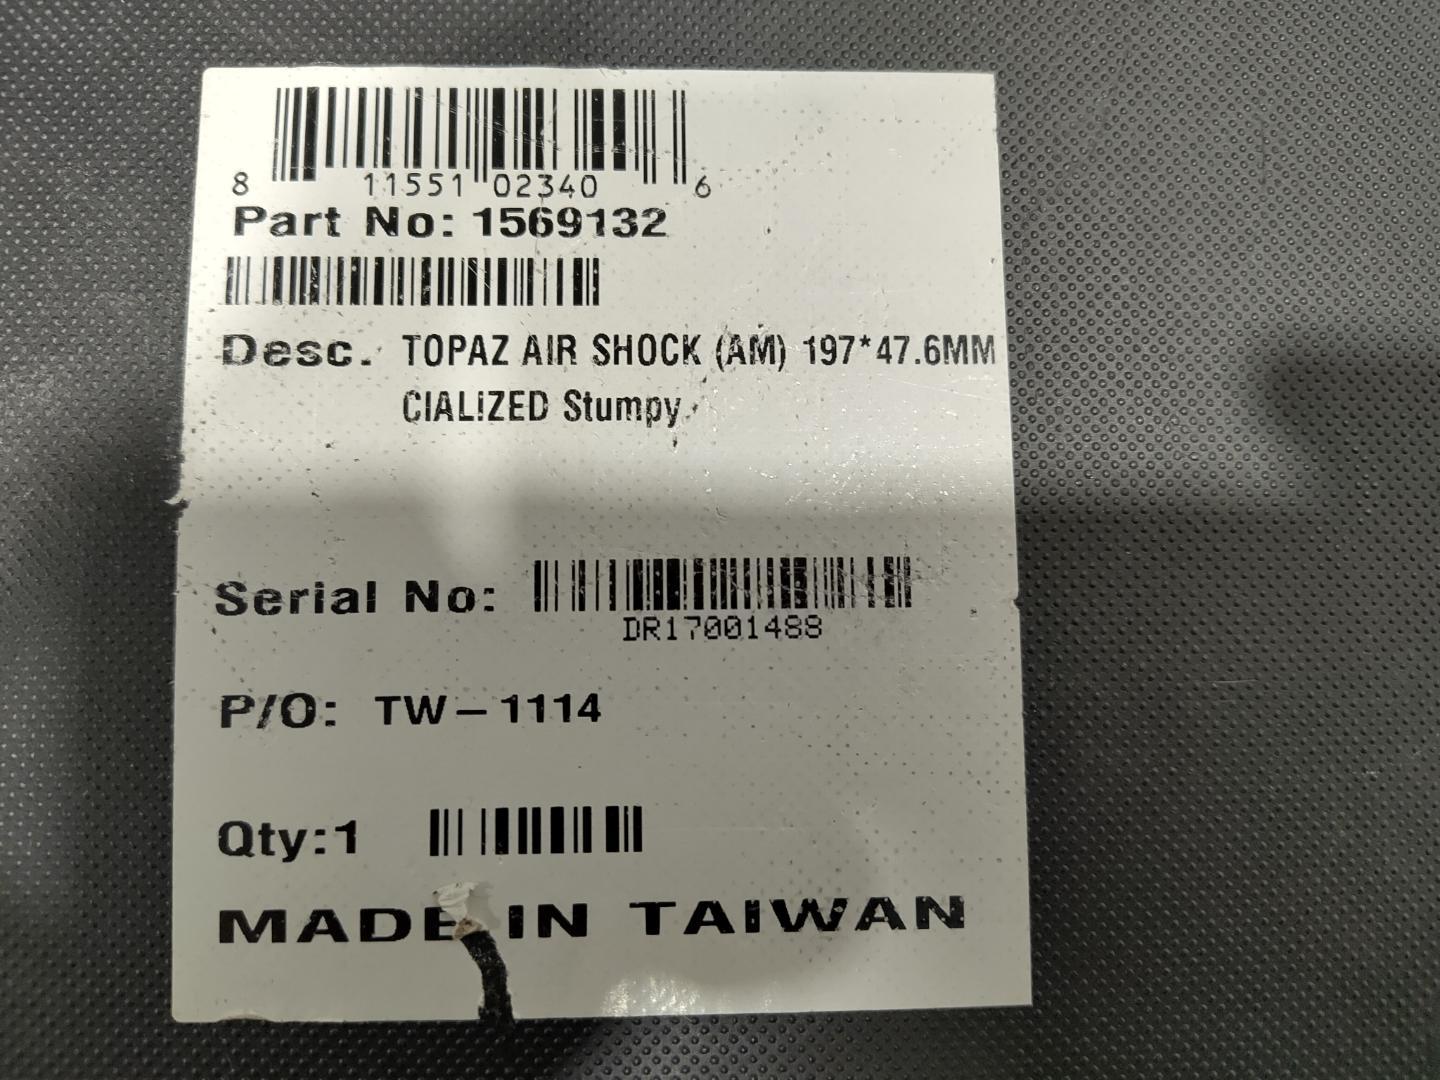 8 11551 02340 6
Part No: 1569132
Desc. TOPAZ AIR SHOCK (AM) 197*47.6MM
CIALIZED Stumpy
Serial No:
DR17001488
P/O: TW-1114
Qty:1
MADE IN TAIWAN